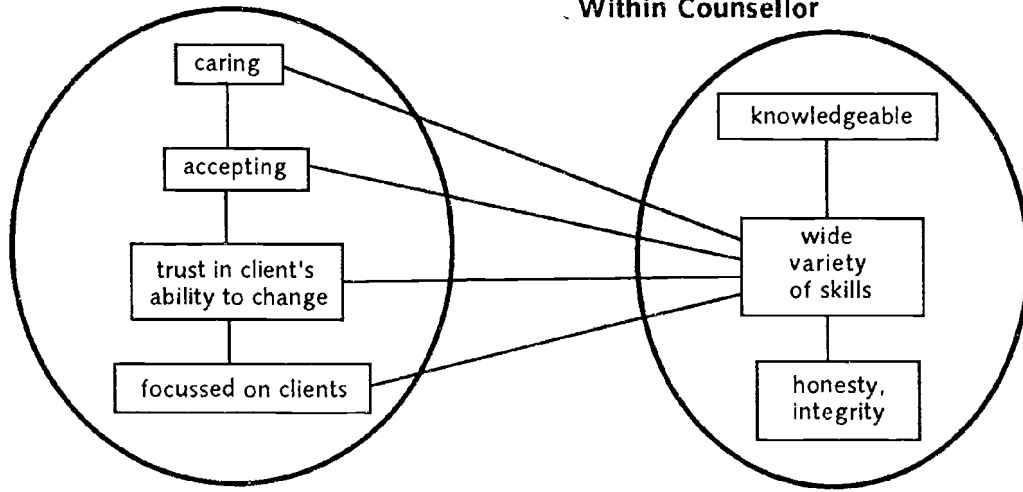 Within Counsellor
caring
accepting
trust in client's
ability to change
focussed on clients
knowledgeable
wide
variety
of skills
honesty,
integrity